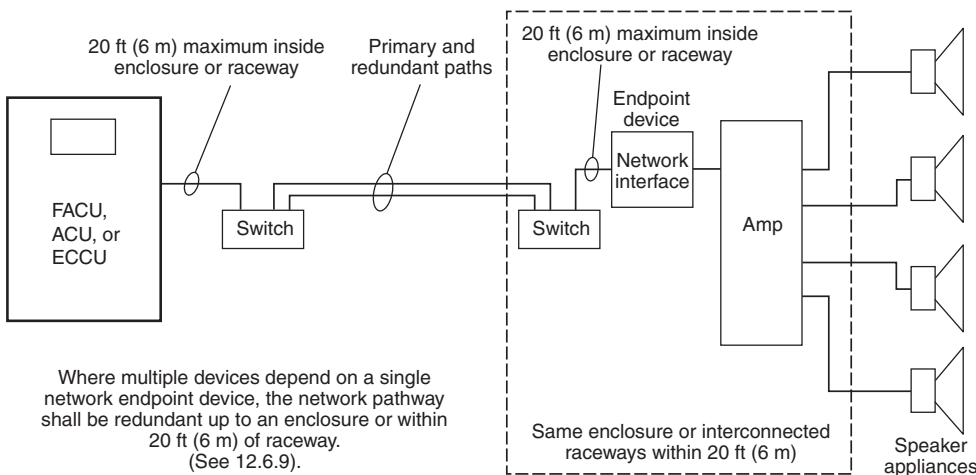 20 ft (6 m) maximum inside
enclosure or raceway
Primary and
redundant paths
20 ft (6 m) maximum inside
enclosure or raceway
Endpoint
device
Network
interface
FACU,
ACU, or
ECCU
Switch
Switch
Amp
Where multiple devices depend on a single
network endpoint device, the network pathway
shall be redundant up to an enclosure or within
20 ft (6 m) of raceway.
(See 12.6.9).
Same enclosure or interconnected
raceways within 20 ft (6 m)
Speaker
appliances